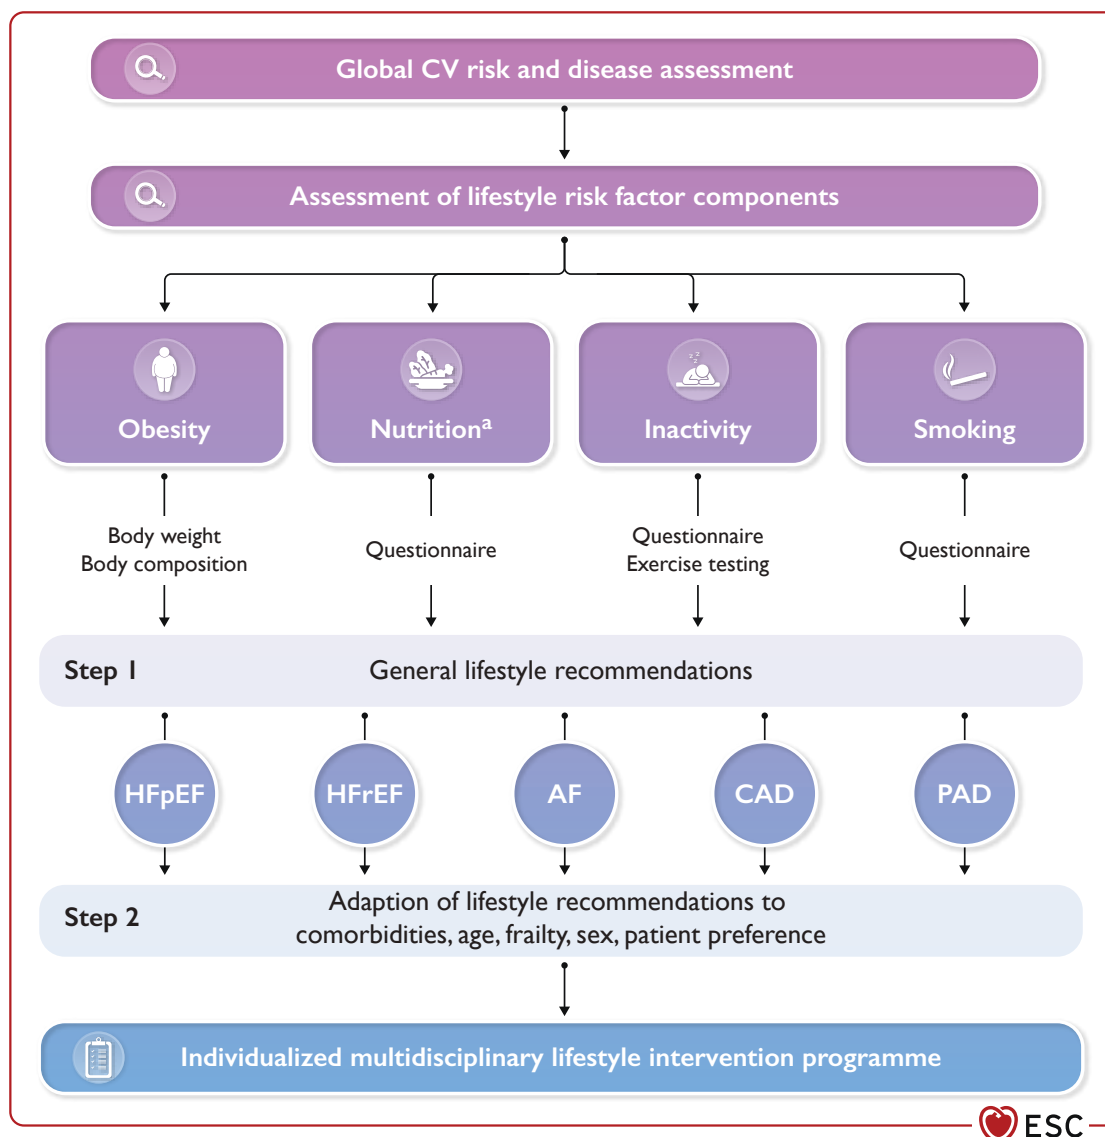 Global CV risk and disease assessment
Assessment of lifestyle risk factor components
Obesity
Nutritionᵃ
Inactivity
z z z
Smoking
Body weight
Body composition
Questionnaire
Questionnaire
Exercise testing
Questionnaire
Step 1
General lifestyle recommendations
HFpEF
HFrEF
AF
CAD
PAD
Step 2
Adaption of lifestyle recommendations to
comorbidities, age, frailty, sex, patient preference
Individualized multidisciplinary lifestyle intervention programme
ESC